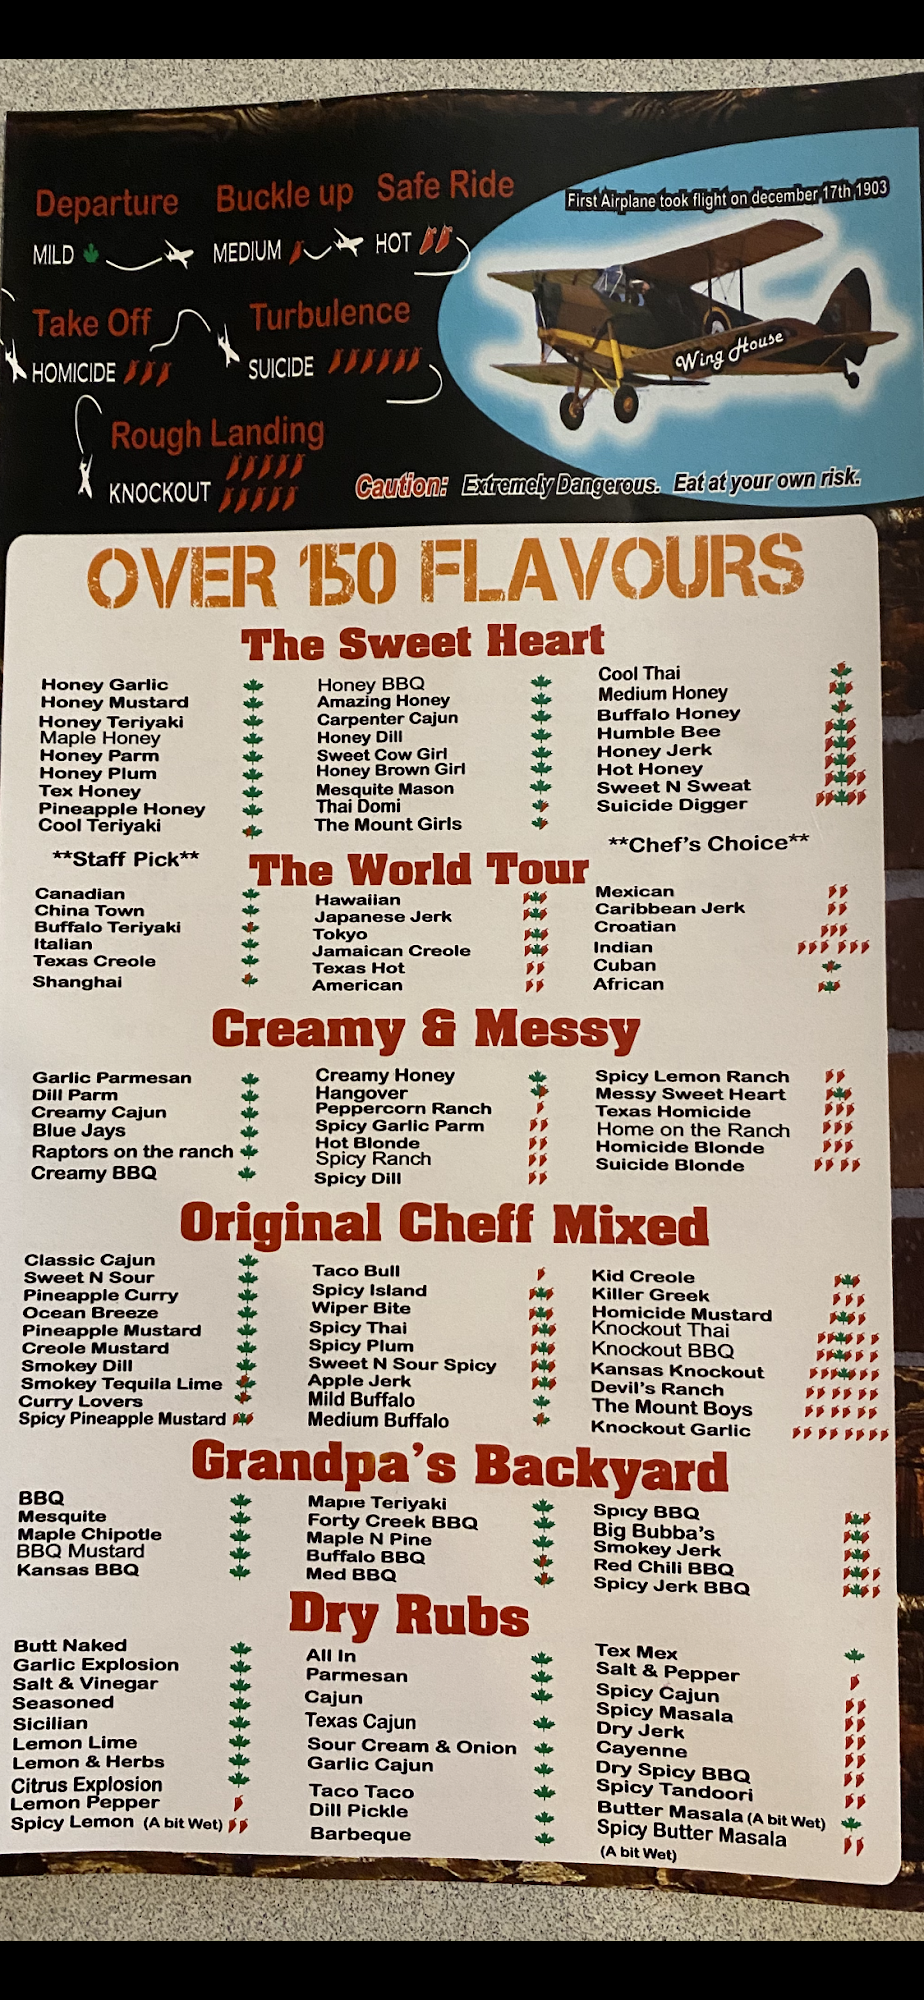 Departure Buckle up Safe Ride
MILD MEDIUM HOT
First Airplane took flight on december 17th 1903
Take Off Turbulence
HOMICIDE SUICIDE
Wing House
Rough Landing
KNOCKOUT
Caution: Extremely Dangerous. Eat at your own risk.
OVER 150 FLAVOURS
The Sweet Heart
Honey Garlic
Honey Mustard
Honey Teriyaki
Maple Honey
Honey Parm
Honey Plum
Tex Honey
Pineapple Honey
Cool Teriyaki
Honey BBQ
Amazing Honey
Carpenter Cajun
Honey Dill
Sweet Cow Girl
Honey Brown Girl
Mesquite Mason
Thai Domi
The Mount Girls
Cool Thai
Medium Honey
Buffalo Honey
Humble Bee
Honey Jerk
Hot Honey
Sweet N Sweat
Suicide Digger
**Staff Pick**
**Chef's Choice**
The World Tour
Canadian
China Town
Buffalo Teriyaki
Italian
Texas Creole
Shanghai
Hawaiian
Japanese Jerk
Tokyo
Jamaican Creole
Texas Hot
American
Mexican
Caribbean Jerk
Croatian
Indian
Cuban
African
Creamy & Messy
Garlic Parmesan
Dill Parm
Creamy Cajun
Blue Jays
Raptors on the ranch
Creamy BBQ
Creamy Honey
Hangover
Peppercorn Ranch
Spicy Garlic Parm
Hot Blonde
Spicy Ranch
Spicy Dill
Spicy Lemon Ranch
Messy Sweet Heart
Texas Homicide
Home on the Ranch
Homicide Blonde
Suicide Blonde
Original Cheff Mixed
Classic Cajun
Sweet N Sour
Pineapple Curry
Ocean Breeze
Pineapple Mustard
Creole Mustard
Smokey Dill
Smokey Tequila Lime
Curry Lovers
Spicy Pineapple Mustard
Taco Bull
Spicy Island
Wiper Bite
Spicy Thai
Spicy Plum
Sweet N Sour Spicy
Apple Jerk
Mild Buffalo
Medium Buffalo
Kid Creole
Killer Greek
Homicide Mustard
Knockout Thai
Knockout BBQ
Kansas Knockout
Devil's Ranch
The Mount Boys
Knockout Garlic
Grandpa's Backyard
BBQ
Mesquite
Maple Chipotle
BBQ Mustard
Kansas BBQ
Maple Teriyaki
Forty Creek BBQ
Maple N Pine
Buffalo BBQ
Med BBQ
Spicy BBQ
Big Bubba's
Smokey Jerk
Red Chili BBQ
Spicy Jerk BBQ
Dry Rubs
Butt Naked
Garlic Explosion
Salt & Vinegar
Seasoned
Sicilian
Lemon Lime
Lemon & Herbs
Citrus Explosion
Lemon Pepper
Spicy Lemon (A bit Wet)
All In
Parmesan
Cajun
Texas Cajun
Sour Cream & Onion
Garlic Cajun
Taco Taco
Dill Pickle
Barbeque
Tex Mex
Salt & Pepper
Spicy Cajun
Spicy Masala
Dry Jerk
Cayenne
Dry Spicy BBQ
Spicy Tandoori
Butter Masala (A bit Wet)
Spicy Butter Masala
(A bit Wet)